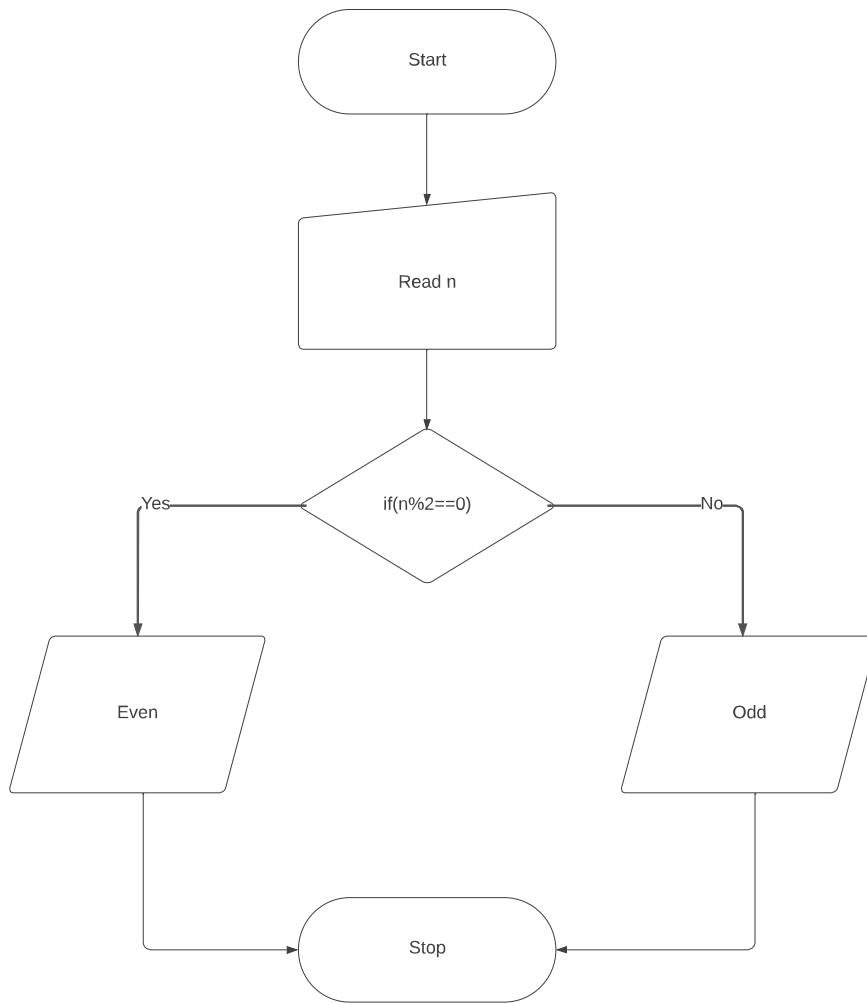 Start
Read n
if(n%2==0)
Yes
No
Even
Odd
Stop